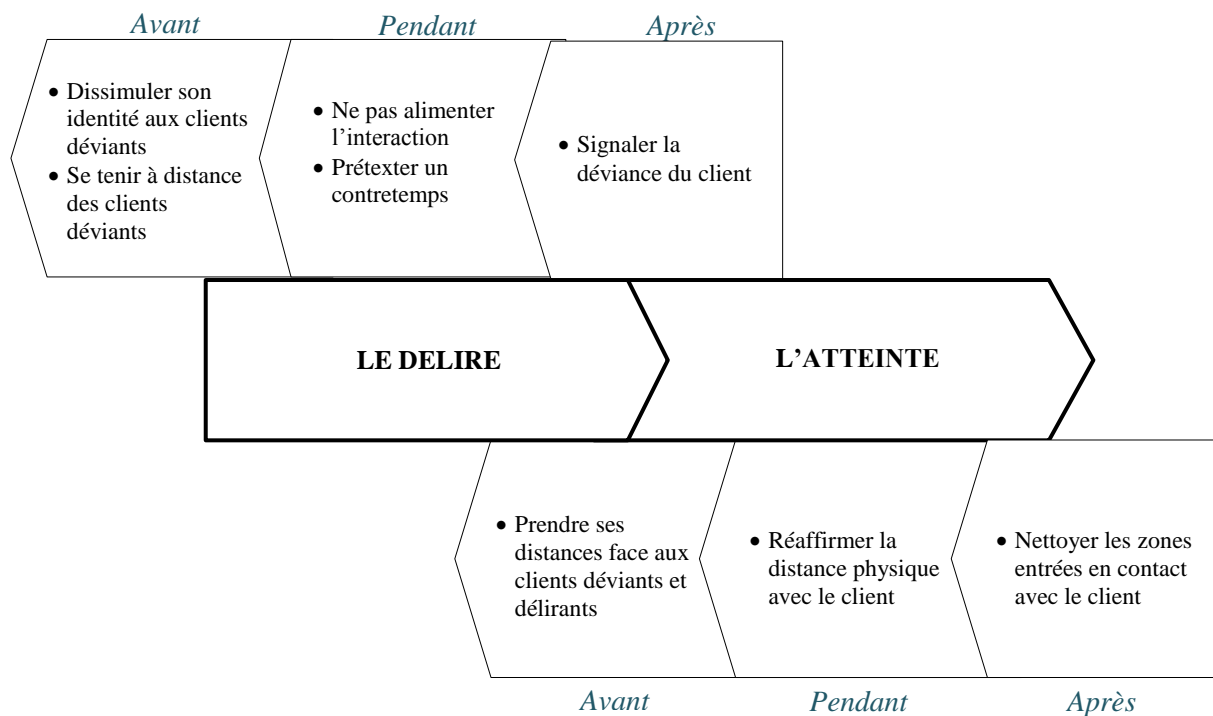 Avant
Pendant
Après
• Dissimuler son
identité aux clients
déviants
• Se tenir à distance
des clients
déviants
• Ne pas alimenter
l’interaction
• Prétexter un
contretemps
• Signaler la
déviance du client
LE DELIRE
L’ATTEINTE
• Prendre ses
distances face aux
clients déviants et
délirants
• Réaffirmer la
distance physique
avec le client
• Nettoyer les zones
entrées en contact
avec le client
Avant
Pendant
Après